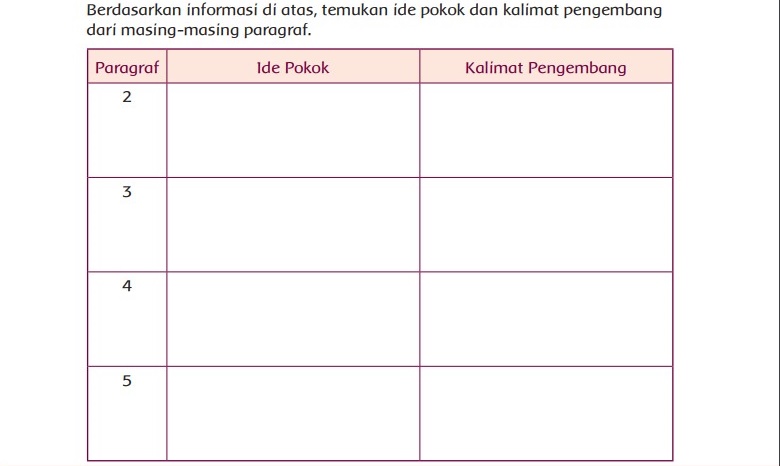 Berdasarkan informasi di atas, temukan ide pokok dan kalimat pengembang
dari masing-masing paragraf.
Paragraf Ide Pokok Kalimat Pengembang
2
3
4
5